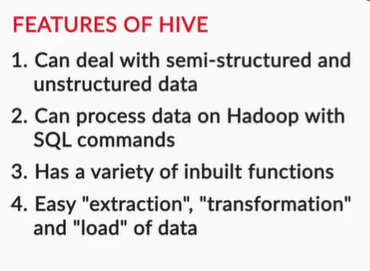 FEATURES OF HIVE
1. Can deal with semi-structured and
unstructured data
2. Can process data on Hadoop with
SQL commands
3. Has a variety of inbuilt functions
4. Easy "extraction", "transformation"
and "load" of data